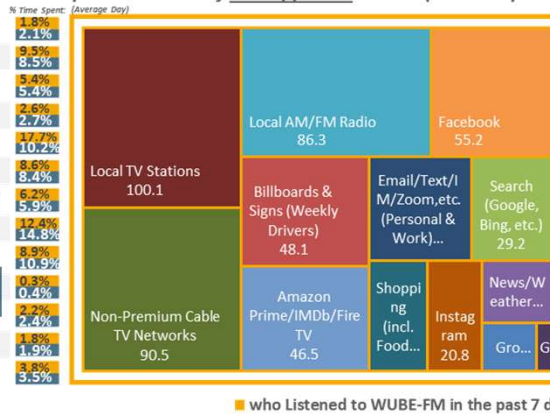 % Time Spent: (Average Day)
1.8%
2.1%
9.5%
8.5%
5.4%
5.4%
2.6%
2.7%
17.7%
10.2%
8.6%
8.4%
6.2%
5.9%
12.4%
14.8%
8.9%
10.9%
0.3%
0.4%
2.2%
2.4%
1.8%
1.9%
3.8%
3.5%
Local TV Stations
100.1
Local AM/FM Radio
86.3
Facebook
55.2
Billboards &
Signs (Weekly
Drivers)
48.1
Email/Text/I
M/Zoom,etc.
(Personal &
Work)...
Search
(Google,
Bing, etc.)
29.2
Non-Premium Cable
TV Networks
90.5
Amazon
Prime/IMDb/Fire
TV
46.5
Shoppi
ng
(incl.
Food...
Instag
ram
20.8
News/W
eather...
Gro...
G
who Listened to WUBE-FM in the past 7 d